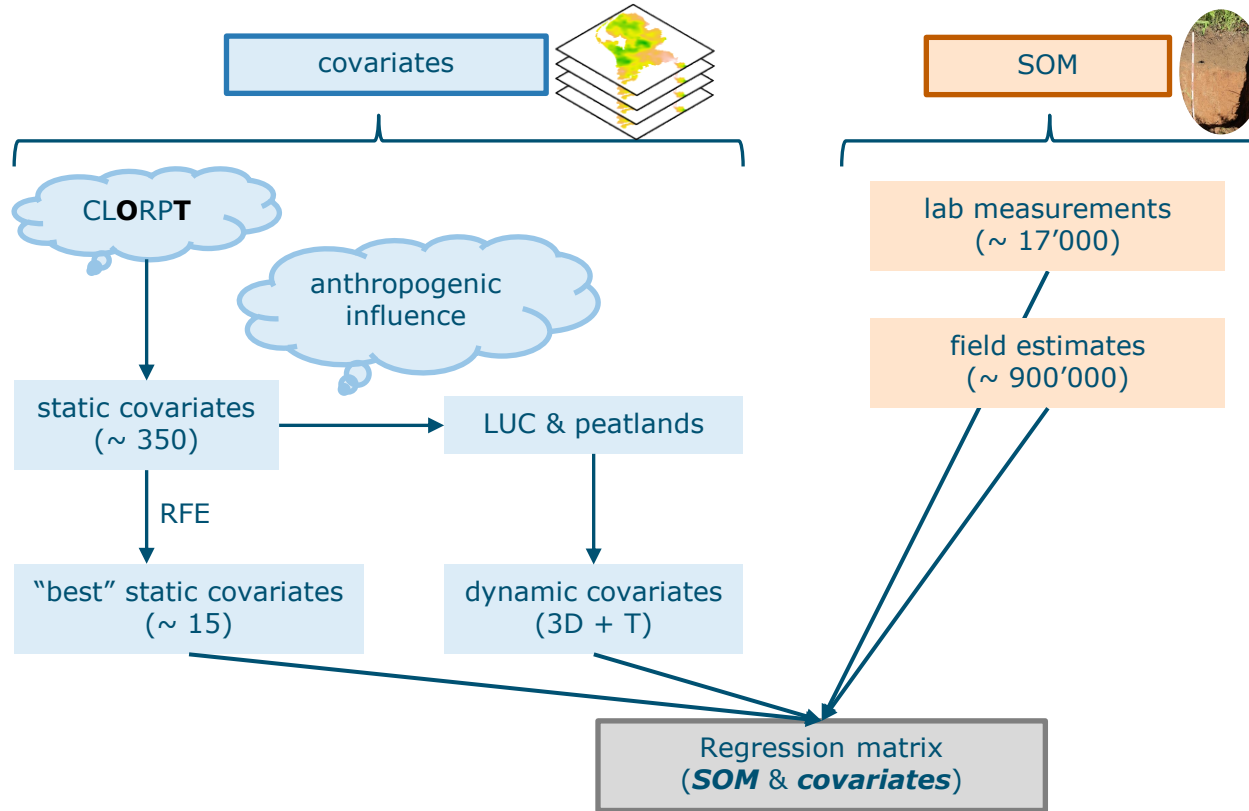 covariates
SOM
CLORPT
anthropogenic
influence
lab measurements
(~ 17'000)
field estimates
(~ 900'000)
static covariates
(~ 350)
LUC & peatlands
RFE
“best” static covariates
(~ 15)
dynamic covariates
(3D + T)
Regression matrix
(SOM & covariates)